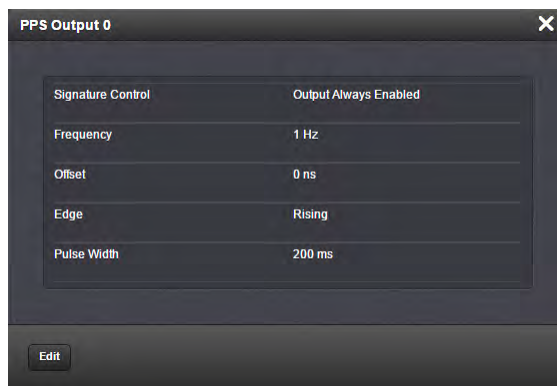 PPS Output 0
Signature Control Output Always Enabled
Frequency 1 Hz
Offset 0 ns
Edge Rising
Pulse Width 200 ms
Edit